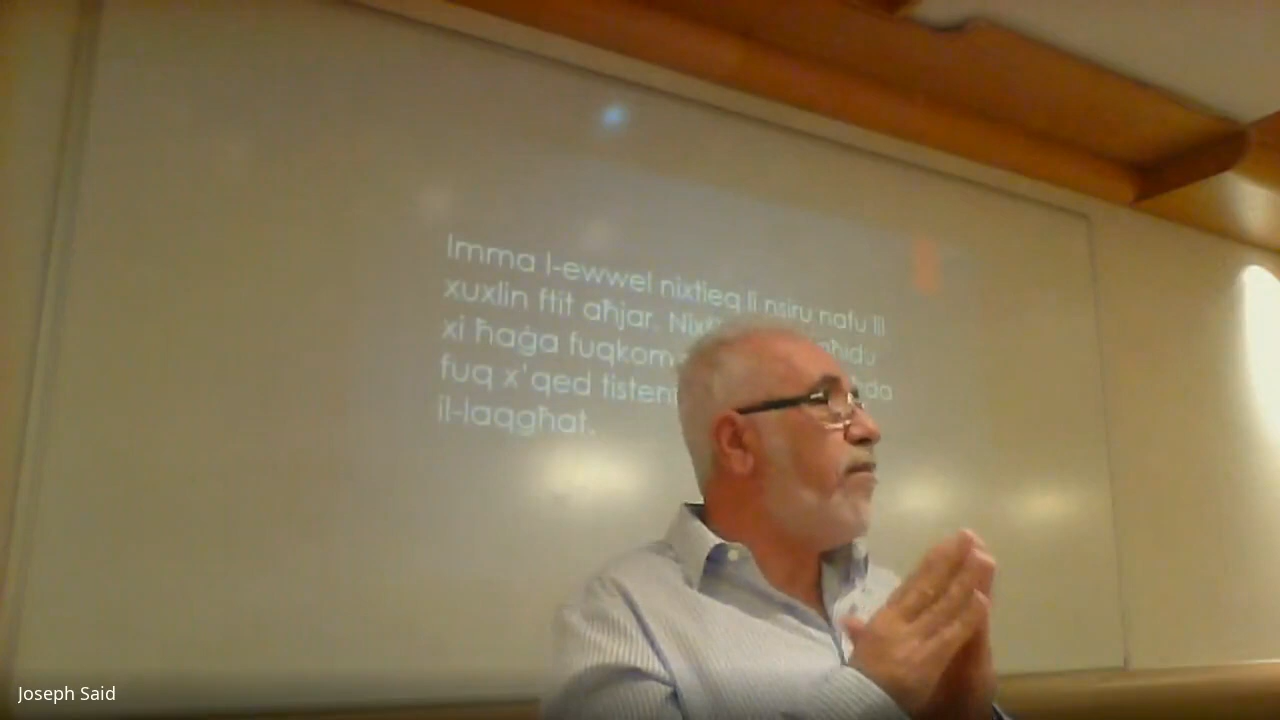 Imma l-ewwel nixtieq li nsiru nafu lil
xuxlin ftit aħjar.
xi ħaġa fuqkom
fuq x'qed
il-laqgħat.
Joseph Said